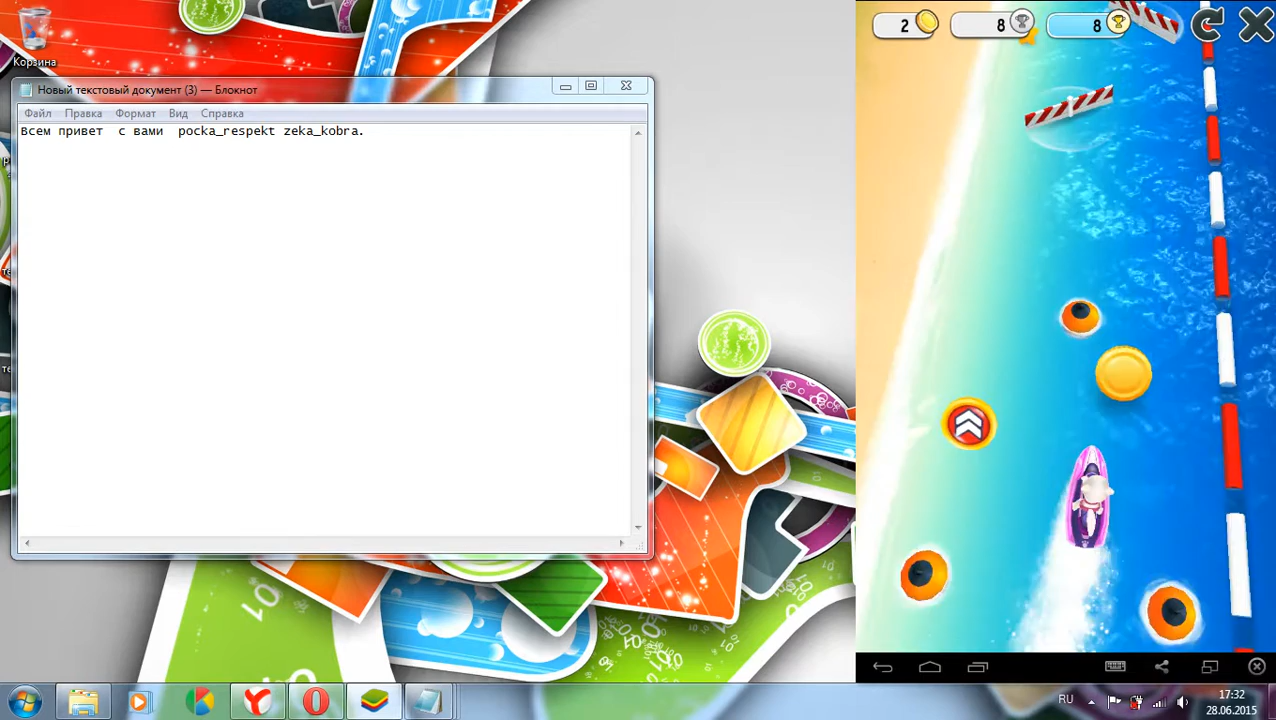 2
8
8
Корзина
Новый текстовый документ (3) — Блокнот
Файл Правка Формат Вид Справка
Всем привет с вами pocka_respekt zeka_kobra.
RU
17:32
28.06.2015